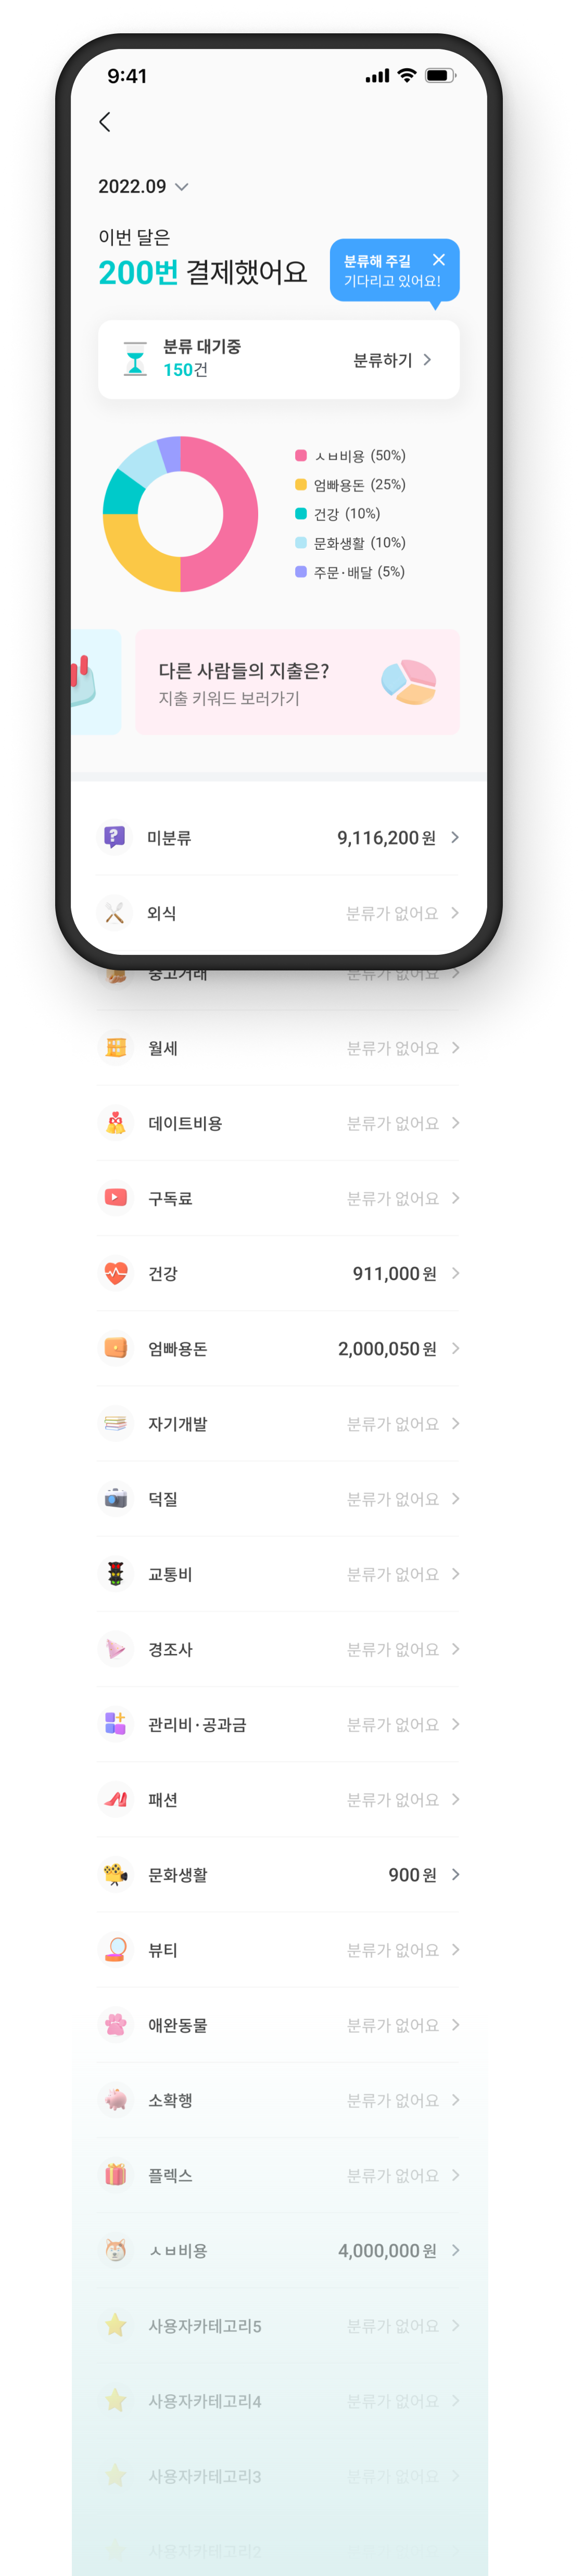 9:41
2022.09
이번 달은
200번 결제했어요
분류해 주길
기다리고 있어요!
분류 대기중
150건
분류하기
ㅅㅂ비용 (50%)
엄빠용돈 (25%)
건강 (10%)
문화생활 (10%)
주문·배달 (5%)
다른 사람들의 지출은?
지출 키워드 보러가기
미분류 9,116,200원
외식 분류가 없어요
중고거래 분류가 없어요
월세 분류가 없어요
데이트비용 분류가 없어요
구독료 분류가 없어요
건강 911,000원
엄빠용돈 2,000,050원
자기개발 분류가 없어요
덕질 분류가 없어요
교통비 분류가 없어요
경조사 분류가 없어요
관리비·공과금 분류가 없어요
패션 분류가 없어요
문화생활 900원
뷰티 분류가 없어요
애완동물 분류가 없어요
소확행 분류가 없어요
플렉스 분류가 없어요
ㅅㅂ비용 4,000,000원
사용자카테고리5 분류가 없어요
사용자카테고리4 분류가 없어요
사용자카테고리3 분류가 없어요
사용자카테고리2